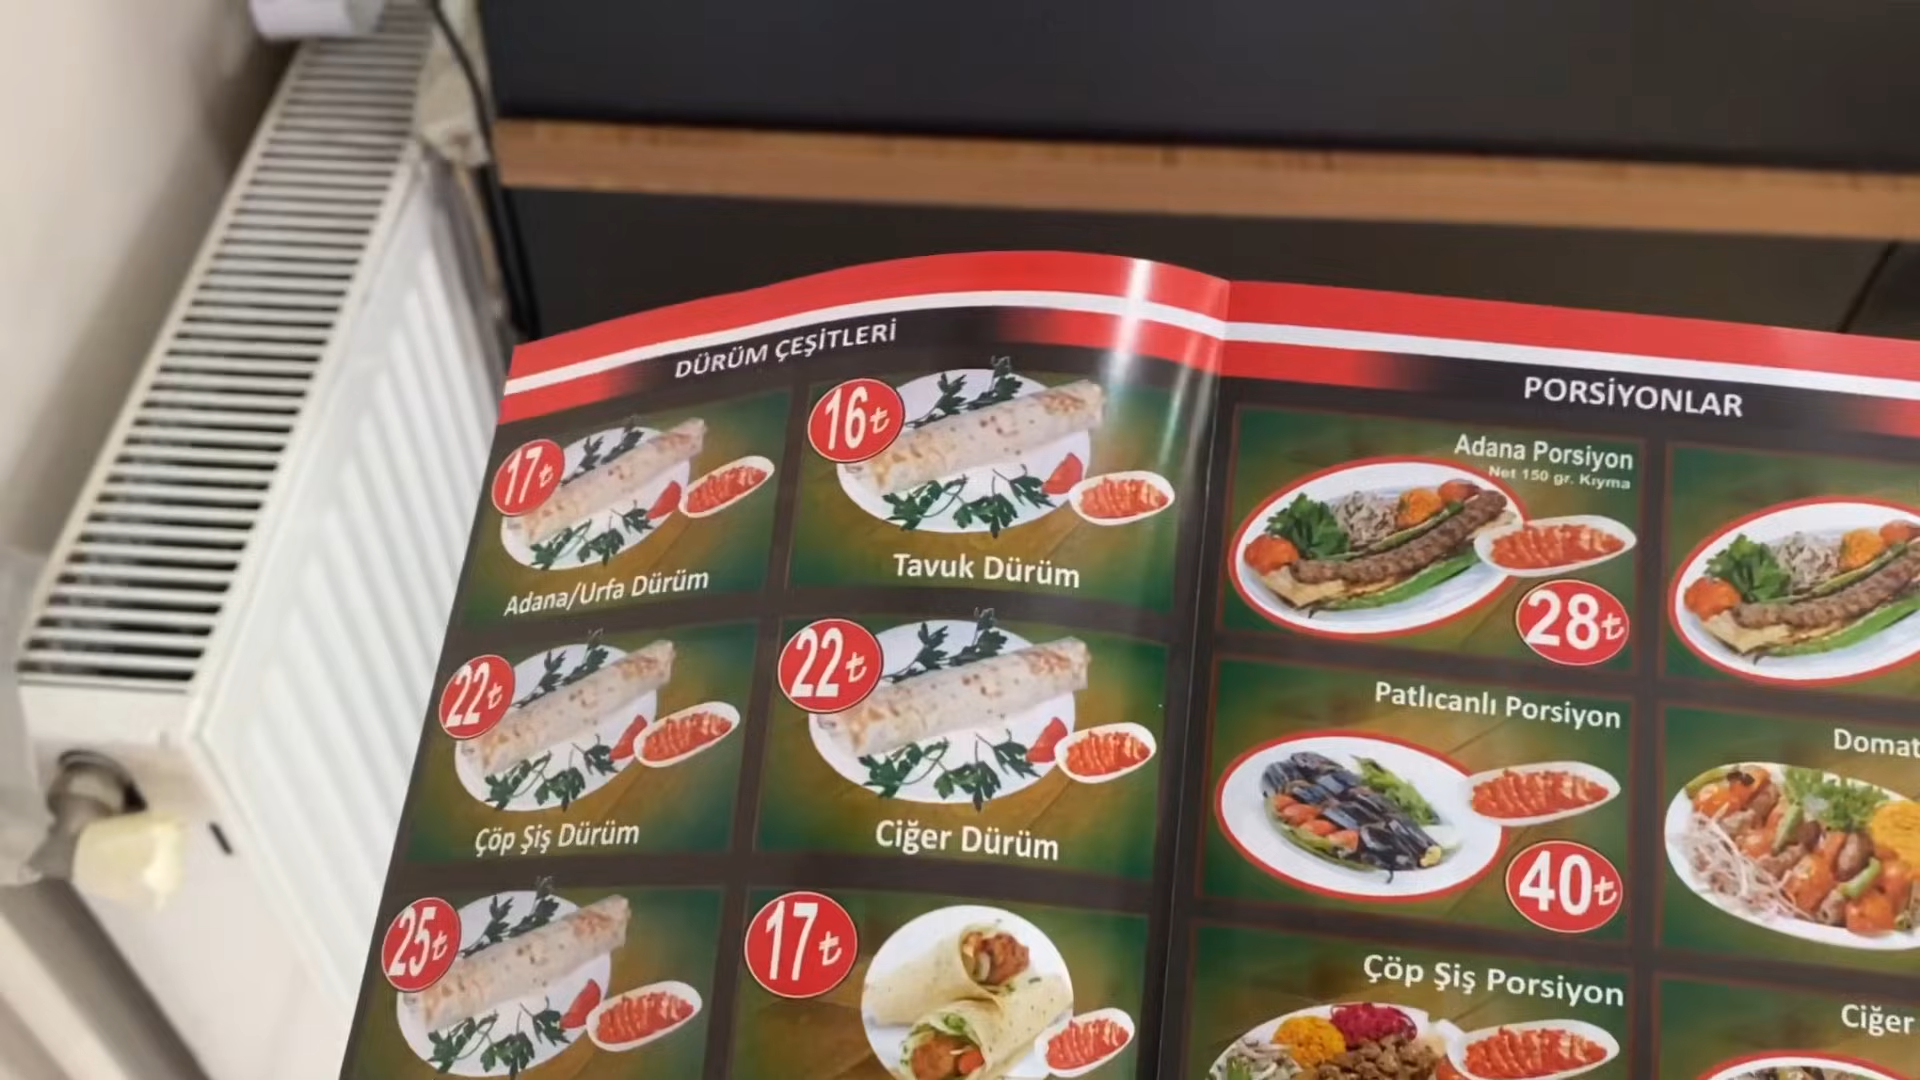 DÜRÜM ÇEŞİTLERİ
17₺
Adana/Urfa Dürüm
16₺
Tavuk Dürüm
22₺
Çöp Şiş Dürüm
22₺
Ciğer Dürüm
25₺
17₺
PORSİYONLAR
Adana Porsiyon
Net 150 gr. Kıyma
28₺
Patlıcanlı Porsiyon
40₺
Domat
Çöp Şiş Porsiyon
Ciğer